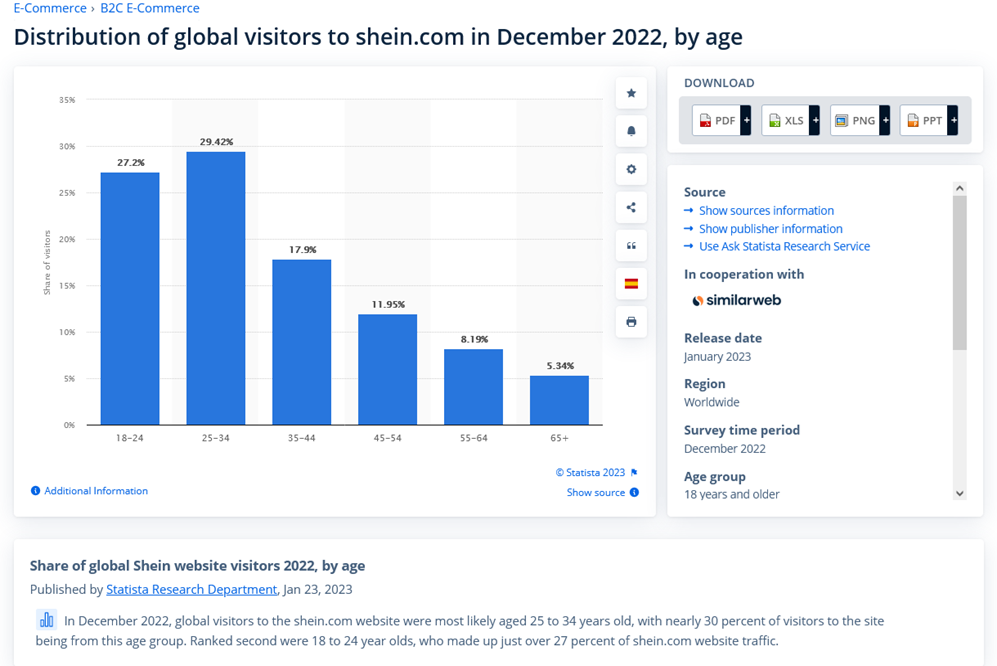 E-Commerce › B2C E-Commerce
Distribution of global visitors to shein.com in December 2022, by age
DOWNLOAD
PDF + XLS + PNG + PPT +
35%
30%
25%
20%
15%
10%
5%
0%
Share of visitors
27.2%
29.42%
17.9%
11.95%
8.19%
5.34%
18–24 25–34 35–44 45–54 55–64 65+
© Statista 2023
Additional Information
Show source
Source
→ Show sources information
→ Show publisher information
→ Use Ask Statista Research Service
In cooperation with
similarweb
Release date
January 2023
Region
Worldwide
Survey time period
December 2022
Age group
18 years and older
Share of global Shein website visitors 2022, by age
Published by Statista Research Department, Jan 23, 2023
In December 2022, global visitors to the shein.com website were most likely aged 25 to 34 years old, with nearly 30 percent of visitors to the site
being from this age group. Ranked second were 18 to 24 year olds, who made up just over 27 percent of shein.com website traffic.